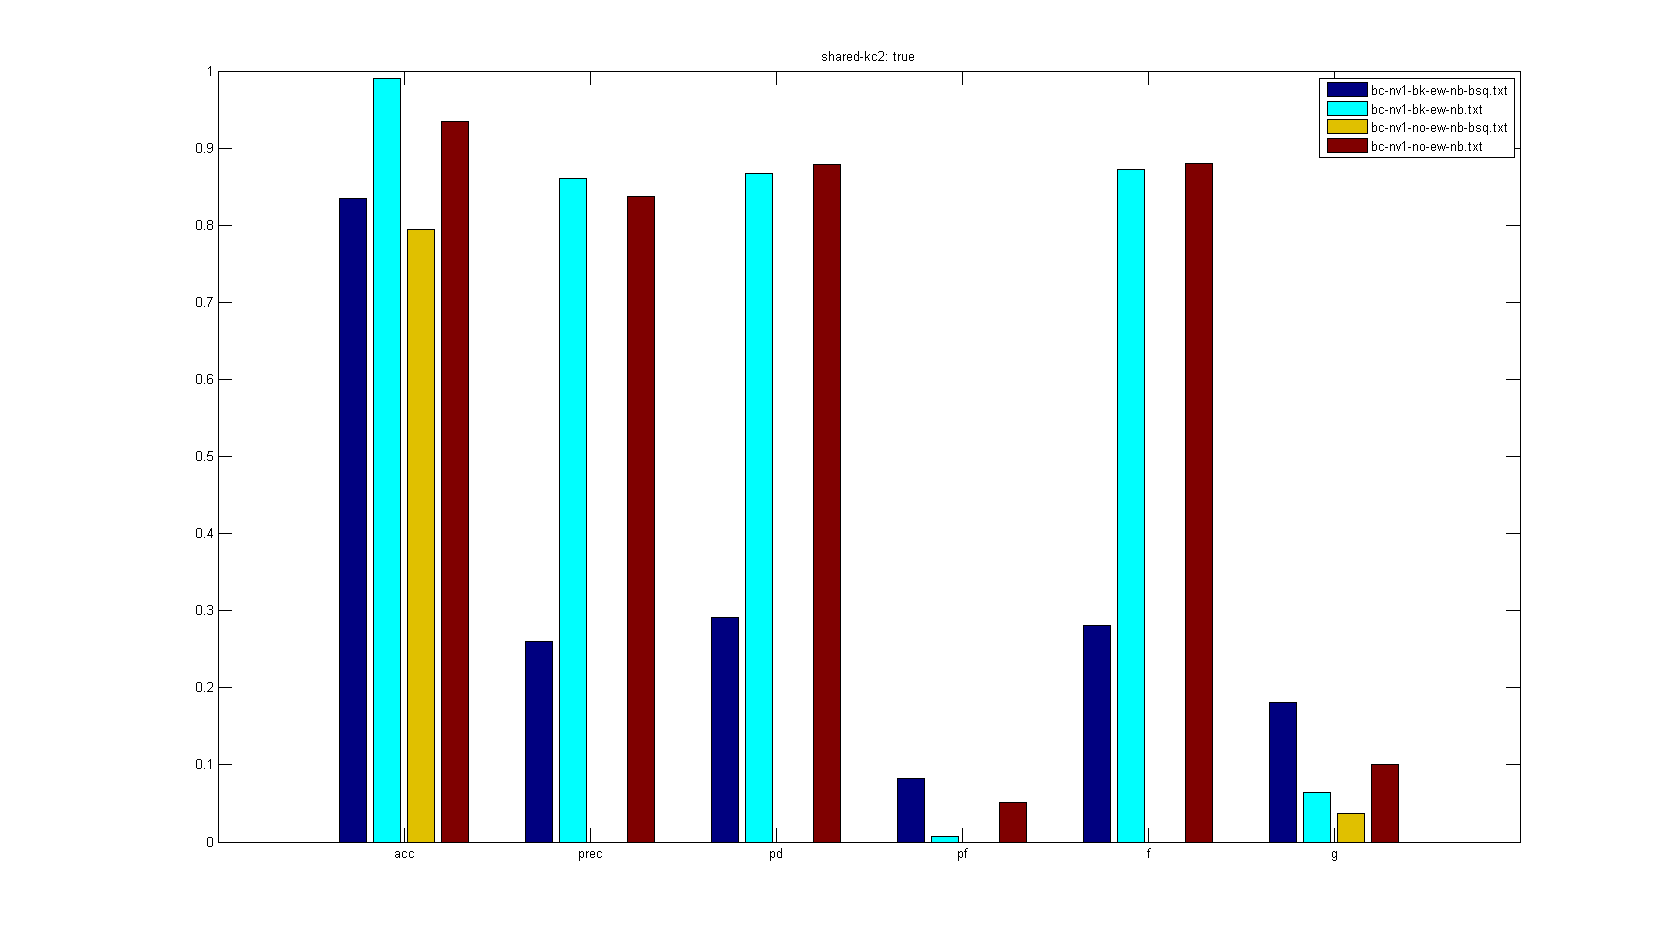 shared-kc2: true
bc-nv1-bk-ew-nb-bsq.txt
bc-nv1-bk-ew-nb.txt
bc-nv1-no-ew-nb-bsq.txt
bc-nv1-no-ew-nb.txt
1
0.9
0.8
0.7
0.6
0.5
0.4
0.3
0.2
0.1
0
acc prec pd pf f g